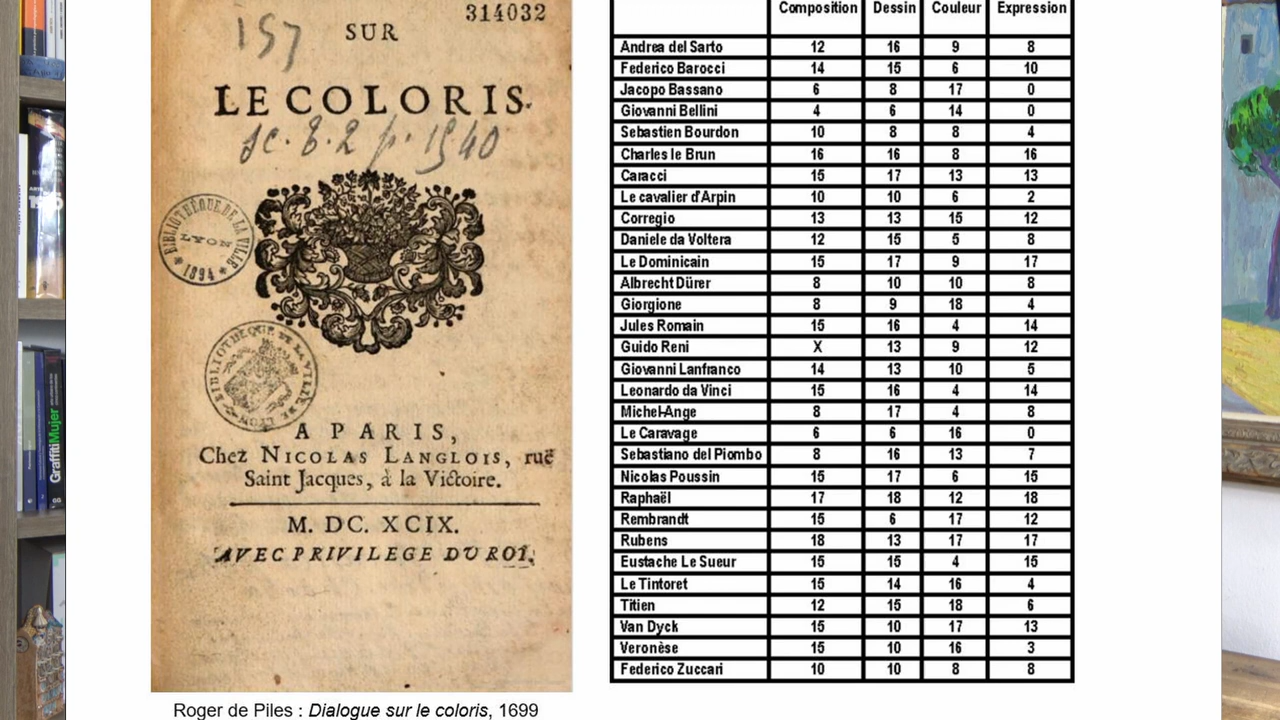 314032
157
SUR
LE COLORIS.
BIBLIOTHÈQUE DE LA VILLE
LYON
1894
A PARIS,
Chez NICOLAS LANGLOIS, ruë
Saint Jacques, à la Victoire.
M. DC. XCIX.
AVEC PRIVILEGE DU ROI.
Roger de Piles : Dialogue sur le coloris, 1699
Composition Dessin Couleur Expression
Andrea del Sarto 12 16 9 8
Federico Barocci 14 15 6 10
Jacopo Bassano 6 8 17 0
Giovanni Bellini 4 6 14 0
Sebastien Bourdon 10 8 8 4
Charles le Brun 16 16 8 16
Caracci 15 17 13 13
Le cavalier d'Arpin 10 10 6 2
Corregio 13 13 15 12
Daniele da Voltera 12 15 5 8
Le Dominicain 15 17 9 17
Albrecht Dürer 8 10 10 8
Giorgione 8 9 18 4
Jules Romain 15 16 4 14
Guido Reni X 13 9 12
Giovanni Lanfranco 14 13 10 5
Leonardo da Vinci 15 16 4 14
Michel-Ange 8 17 4 8
Le Caravage 6 6 16 0
Sebastiano del Piombo 8 16 13 7
Nicolas Poussin 15 17 6 15
Raphaël 17 18 12 18
Rembrandt 15 6 17 12
Rubens 18 13 17 17
Eustache Le Sueur 15 15 4 15
Le Tintoret 15 14 16 4
Titien 12 15 18 6
Van Dyck 15 10 17 13
Veronèse 15 10 16 3
Federico Zuccari 10 10 8 8
GraffitiMujer